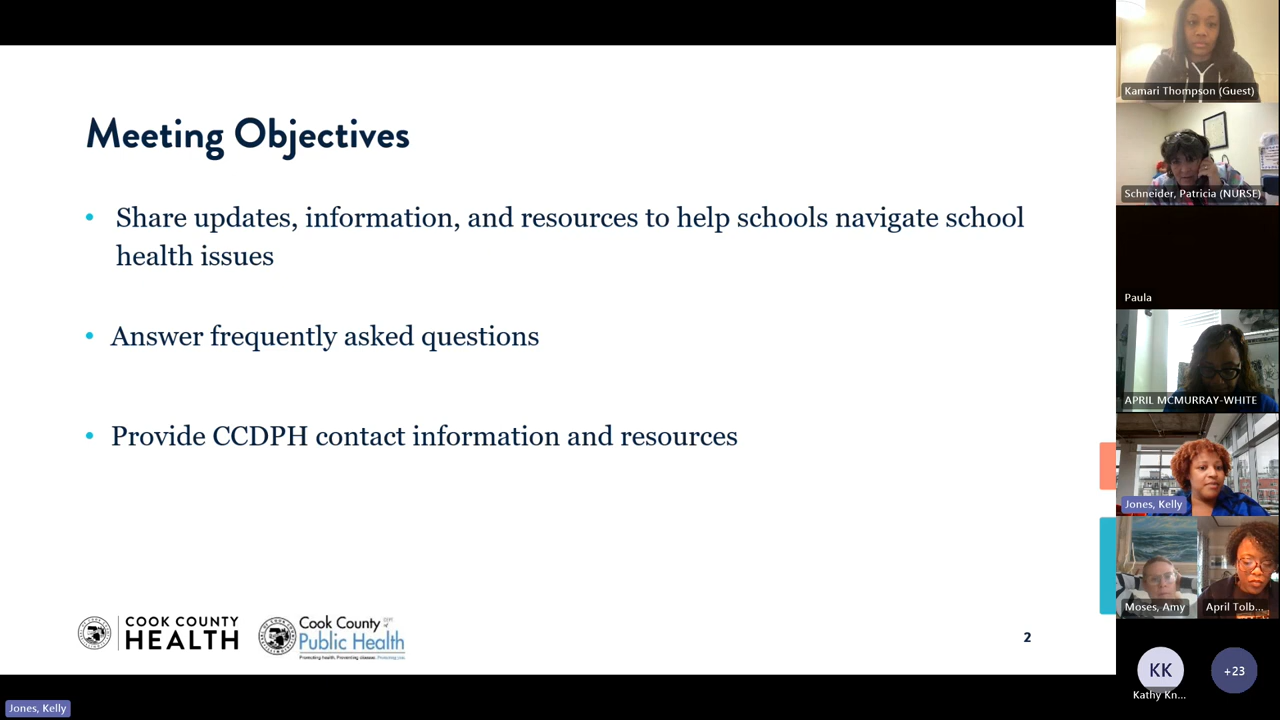 Meeting Objectives
• Share updates, information, and resources to help schools navigate school
health issues
• Answer frequently asked questions
• Provide CCDPH contact information and resources
COOK COUNTY
HEALTH
Cook County DEPT. of
Public Health
Promoting health. Preventing disease. Protecting you.
2
Jones, Kelly
Kamari Thompson (Guest)
Schneider, Patricia (NURSE)
Paula
APRIL MCMURRAY-WHITE
Jones, Kelly
Moses, Amy
April Tolb...
KK
Kathy Kn...
+23